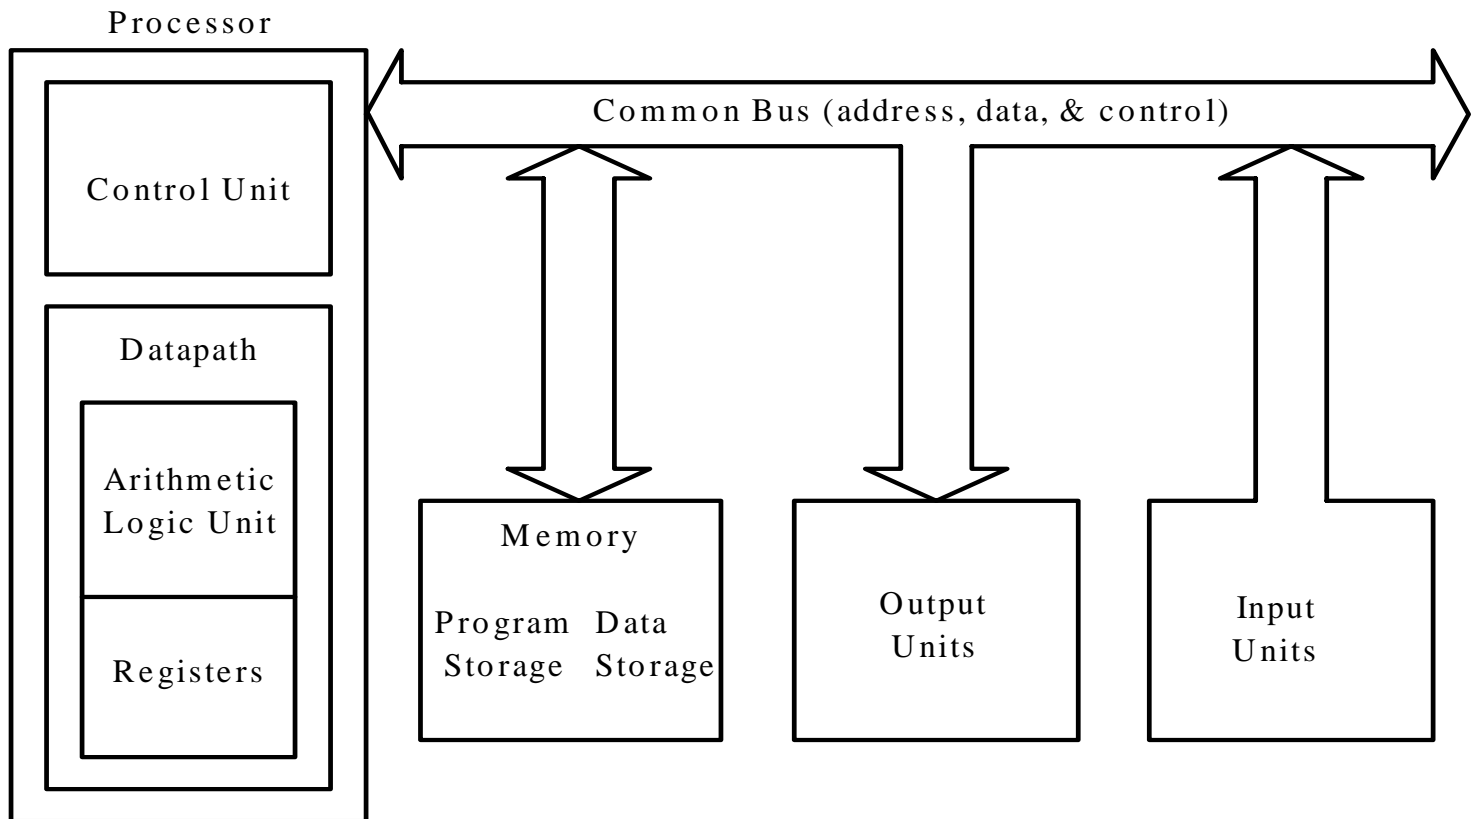 Processor
Common Bus (address, data, & control)
Control Unit
Datapath
Arithmetic
Logic Unit
Registers
Memory
Program Data
Storage Storage
Output
Units
Input
Units